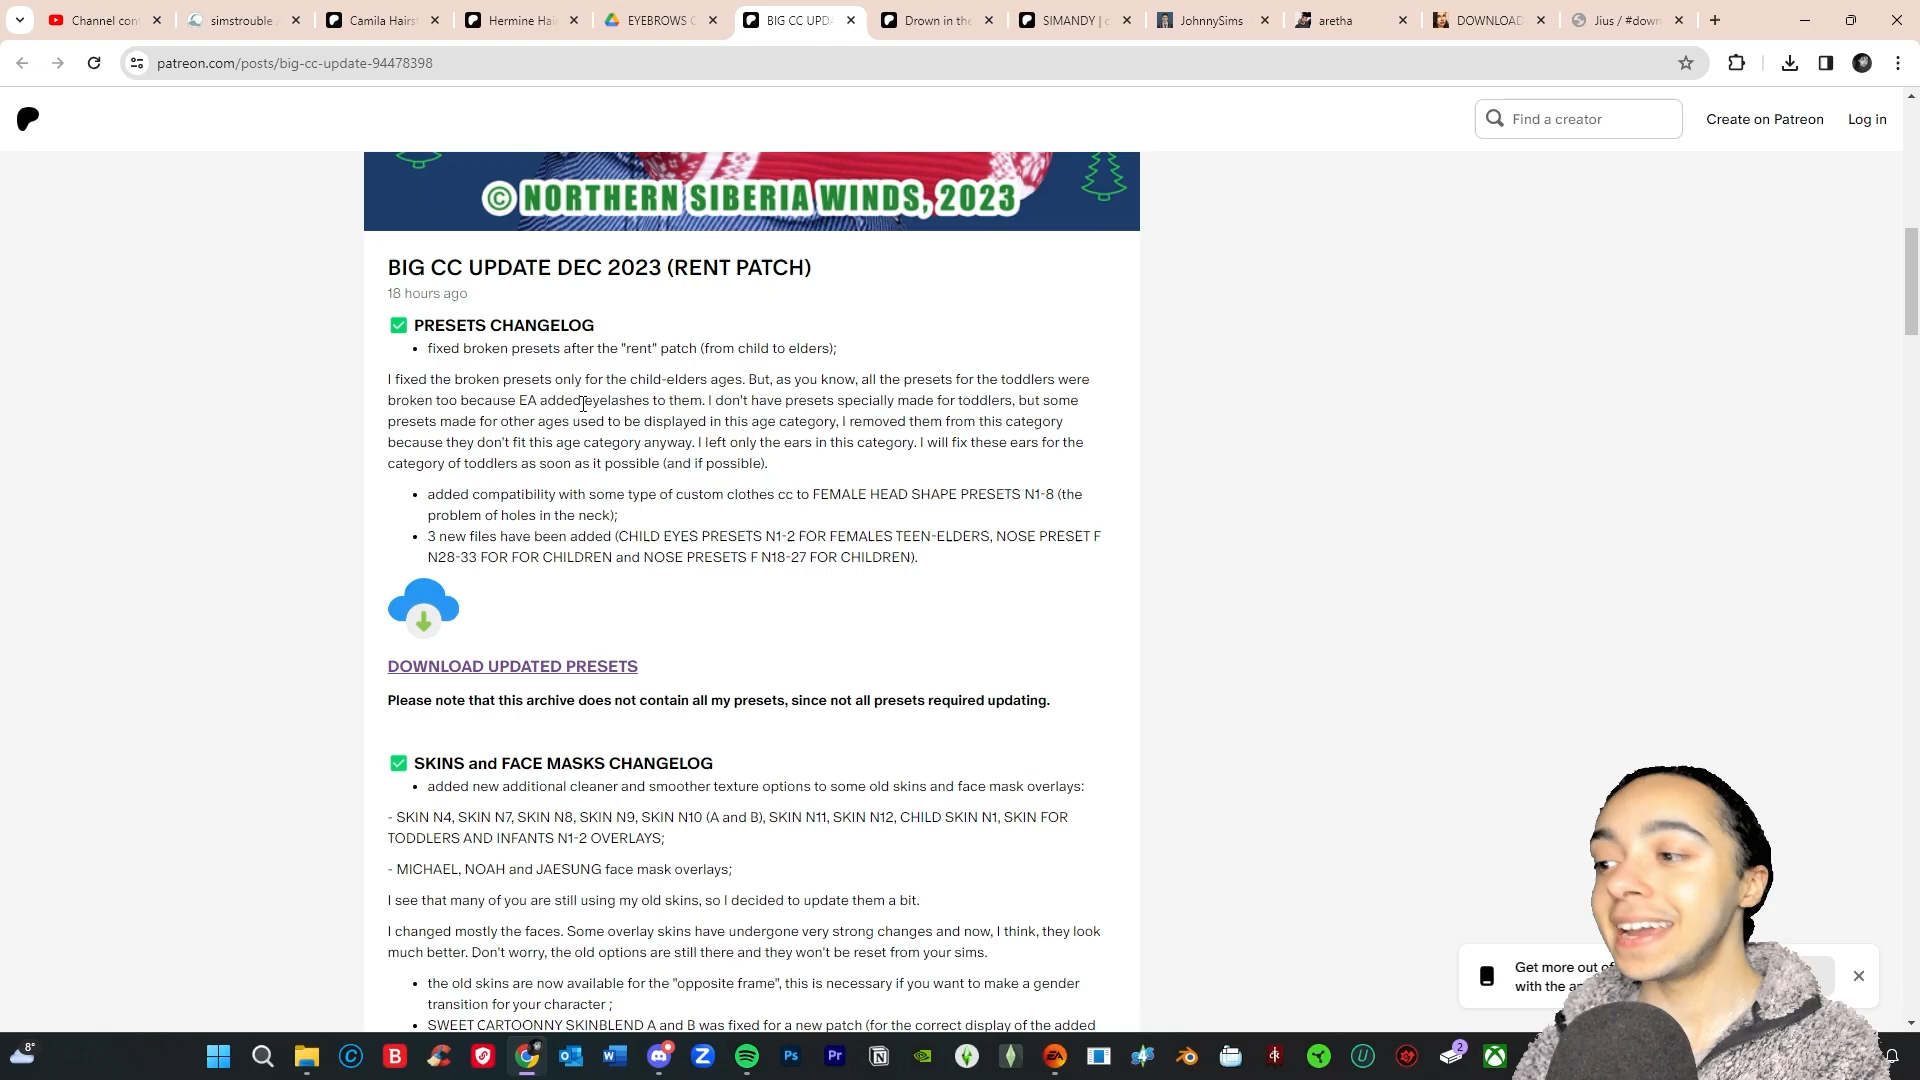 Channel con
simstrouble
Camila Hairs
Hermine Hai
EYEBROWS C
BIG CC UPDA
Drown in the
SIMANDY | c
JohnnySims
aretha
DOWNLOAD
Jius / #down
patreon.com/posts/big-cc-update-94478398
Find a creator
Create on Patreon
Log in
© NORTHERN SIBERIA WINDS, 2023
BIG CC UPDATE DEC 2023 (RENT PATCH)
18 hours ago
✅ PRESETS CHANGELOG
• fixed broken presets after the "rent" patch (from child to elders);
I fixed the broken presets only for the child-elders ages. But, as you know, all the presets for the toddlers were
broken too because EA added eyelashes to them. I don't have presets specially made for toddlers, but some
presets made for other ages used to be displayed in this age category, I removed them from this category
because they don't fit this age category anyway. I left only the ears in this category. I will fix these ears for the
category of toddlers as soon as it possible (and if possible).
• added compatibility with some type of custom clothes cc to FEMALE HEAD SHAPE PRESETS N1-8 (the
problem of holes in the neck);
• 3 new files have been added (CHILD EYES PRESETS N1-2 FOR FEMALES TEEN-ELDERS, NOSE PRESET F
N28-33 FOR FOR CHILDREN and NOSE PRESETS F N18-27 FOR CHILDREN).
DOWNLOAD UPDATED PRESETS
Please note that this archive does not contain all my presets, since not all presets required updating.
✅ SKINS and FACE MASKS CHANGELOG
• added new additional cleaner and smoother texture options to some old skins and face mask overlays:
- SKIN N4, SKIN N7, SKIN N8, SKIN N9, SKIN N10 (A and B), SKIN N11, SKIN N12, CHILD SKIN N1, SKIN FOR
TODDLERS AND INFANTS N1-2 OVERLAYS;
- MICHAEL, NOAH and JAESUNG face mask overlays;
I see that many of you are still using my old skins, so I decided to update them a bit.
I changed mostly the faces. Some overlay skins have undergone very strong changes and now, I think, they look
much better. Don't worry, the old options are still there and they won't be reset from your sims.
• the old skins are now available for the "opposite frame", this is necessary if you want to make a gender
transition for your character ;
• SWEET CARTOONNY SKINBLEND A and B was fixed for a new patch (for the correct display of the added
Get more out of
with the
8°
2